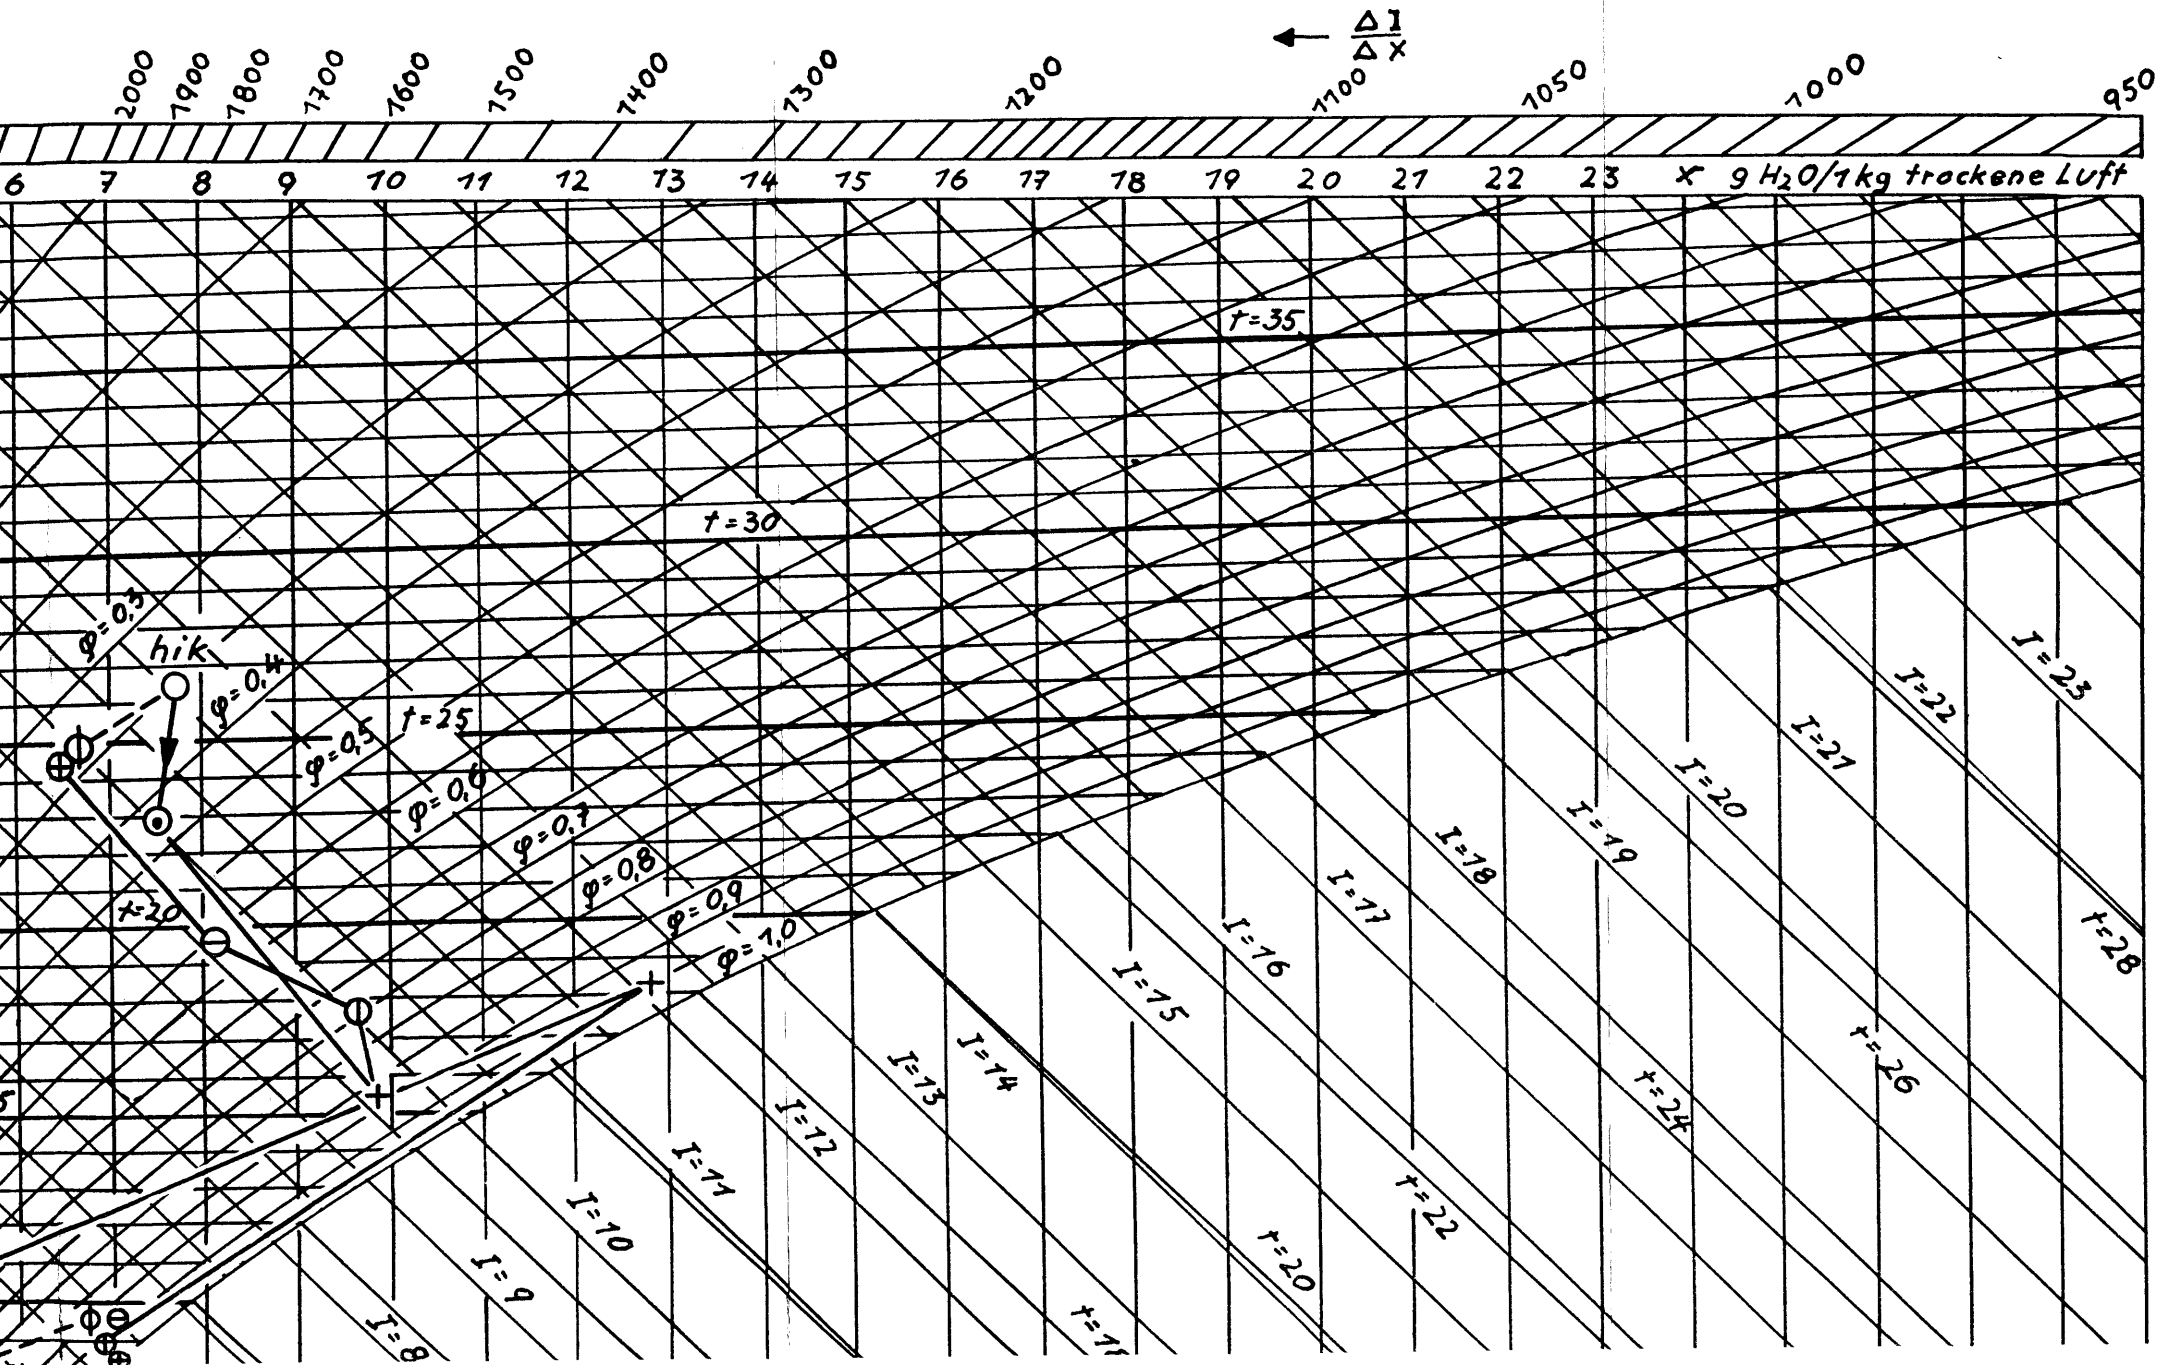 ← ΔI
Δx
2000 1900 1800 1700 1600 1500 1400 1300 1200 1100 1050 1000 950
6 7 8 9 10 11 12 13 14 15 16 17 18 19 20 21 22 23 x g H₂O/1kg trockene Luft
t=35
t=30
φ=0,3
hik
φ=0,4
t=25
φ=0,5
φ=0,6
φ=0,7
φ=0,8
φ=0,9
φ=1,0
t=20
5
I=23
I=22
I=21
I=20
I=19
I=18
I=17
I=16
I=15
I=14
I=13
I=12
I=11
I=10
I=9
I=8
t=28
t=26
t=24
t=22
t=20
t=18